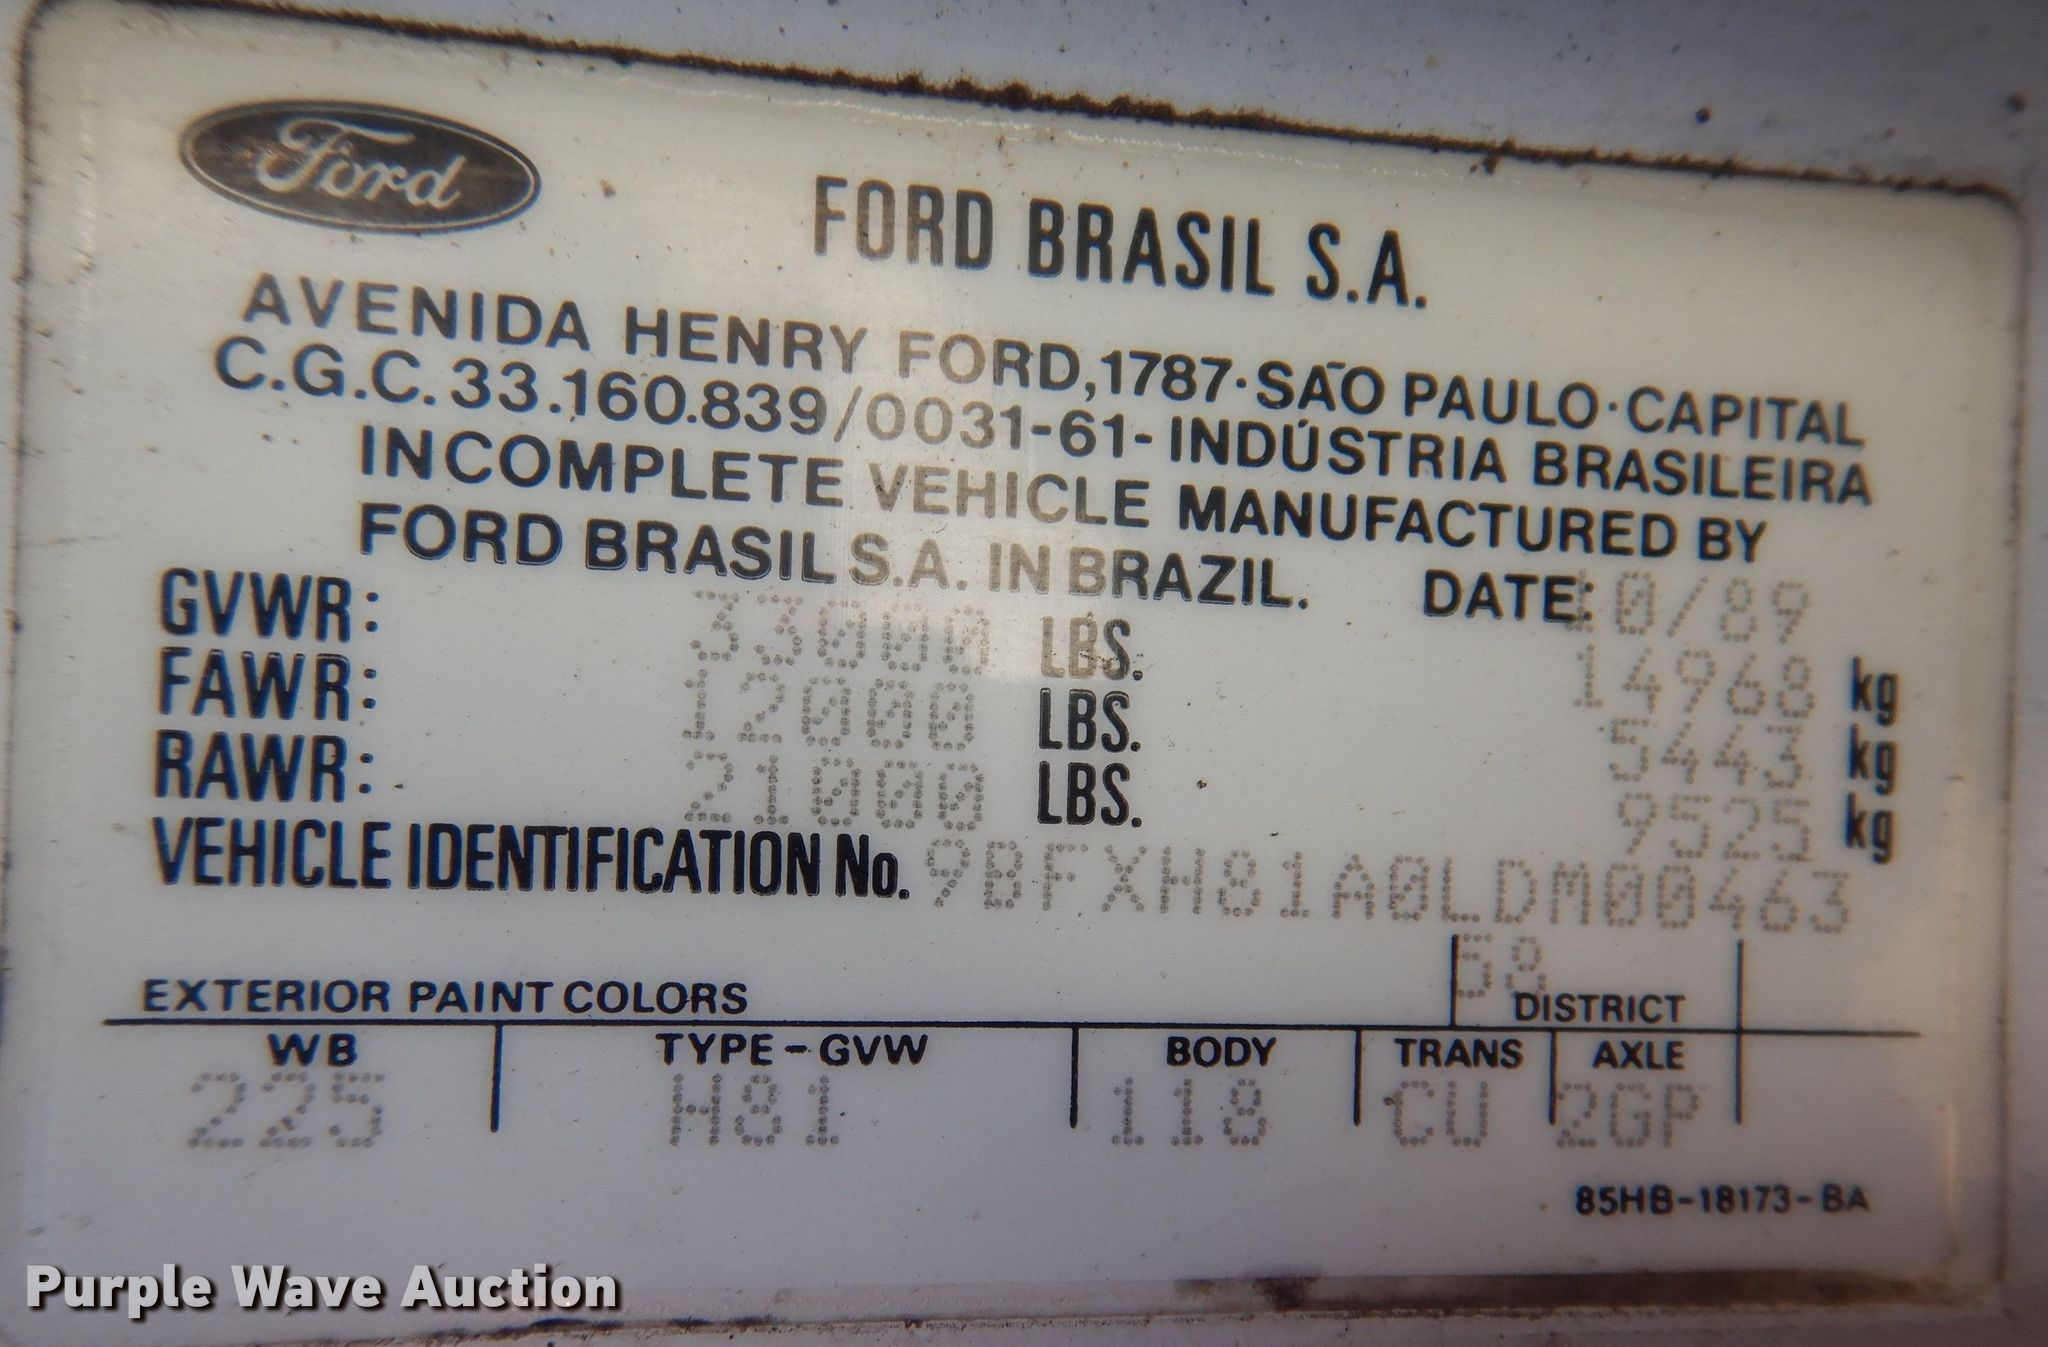 Ford
FORD BRASIL S.A.
AVENIDA HENRY FORD, 1787·SÃO PAULO·CAPITAL
C.G.C. 33.160.839/0031-61-INDÚSTRIA BRASILEIRA
INCOMPLETE VEHICLE MANUFACTURED BY
FORD BRASIL S.A. IN BRAZIL. DATE: 10/89
GVWR: 33000 LBS. 14968 kg
FAWR: 12000 LBS. 5443 kg
RAWR: 21000 LBS. 9525 kg
VEHICLE IDENTIFICATION No. 9BFXH81A0LDM00463
EXTERIOR PAINT COLORS DISTRICT
WB TYPE-GVW BODY TRANS AXLE
225 H81 118 CU 2GP
85HB-18173-BA
Purple Wave Auction